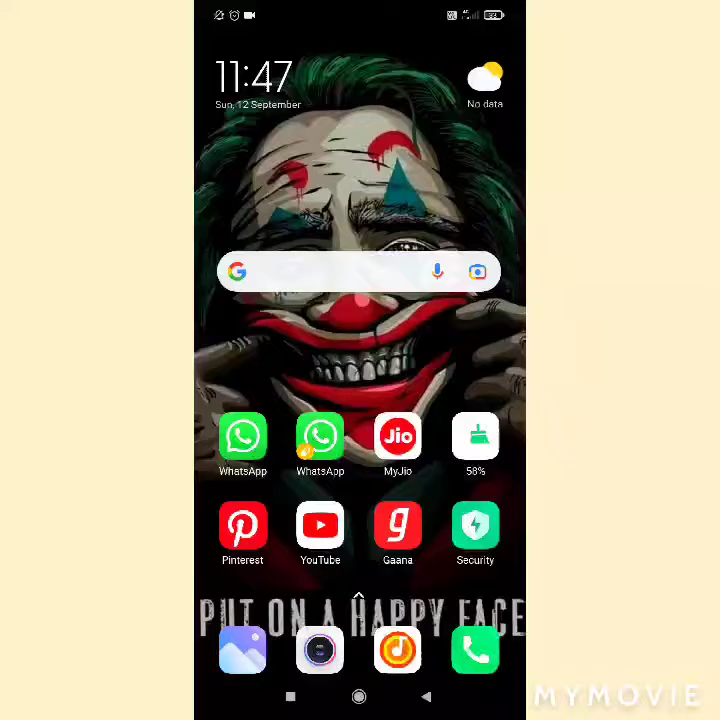 11:47
Sun, 12 September
No data
G
WhatsApp
WhatsApp
Jio
MyJio
58%
Pinterest
YouTube
g
Gaana
Security
PUT ON A HAPPY FACE
MYMOVIE